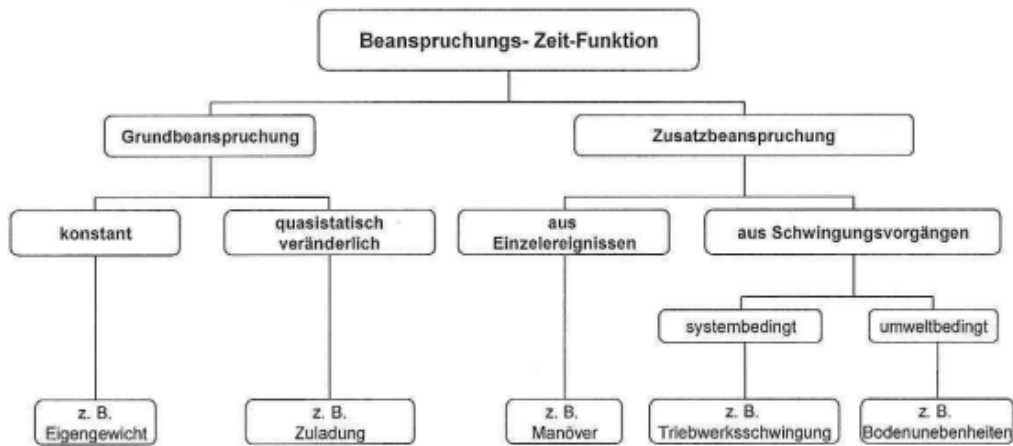 Beanspruchungs- Zeit-Funktion
Grundbeanspruchung
Zusatzbeanspruchung
konstant
quasistatisch
veränderlich
aus
Einzelereignissen
aus Schwingungsvorgängen
systembedingt
umweltbedingt
z. B.
Eigengewicht
z. B.
Zuladung
z. B.
Manöver
z. B.
Triebwerksschwingung
z. B.
Bodenunebenheiten